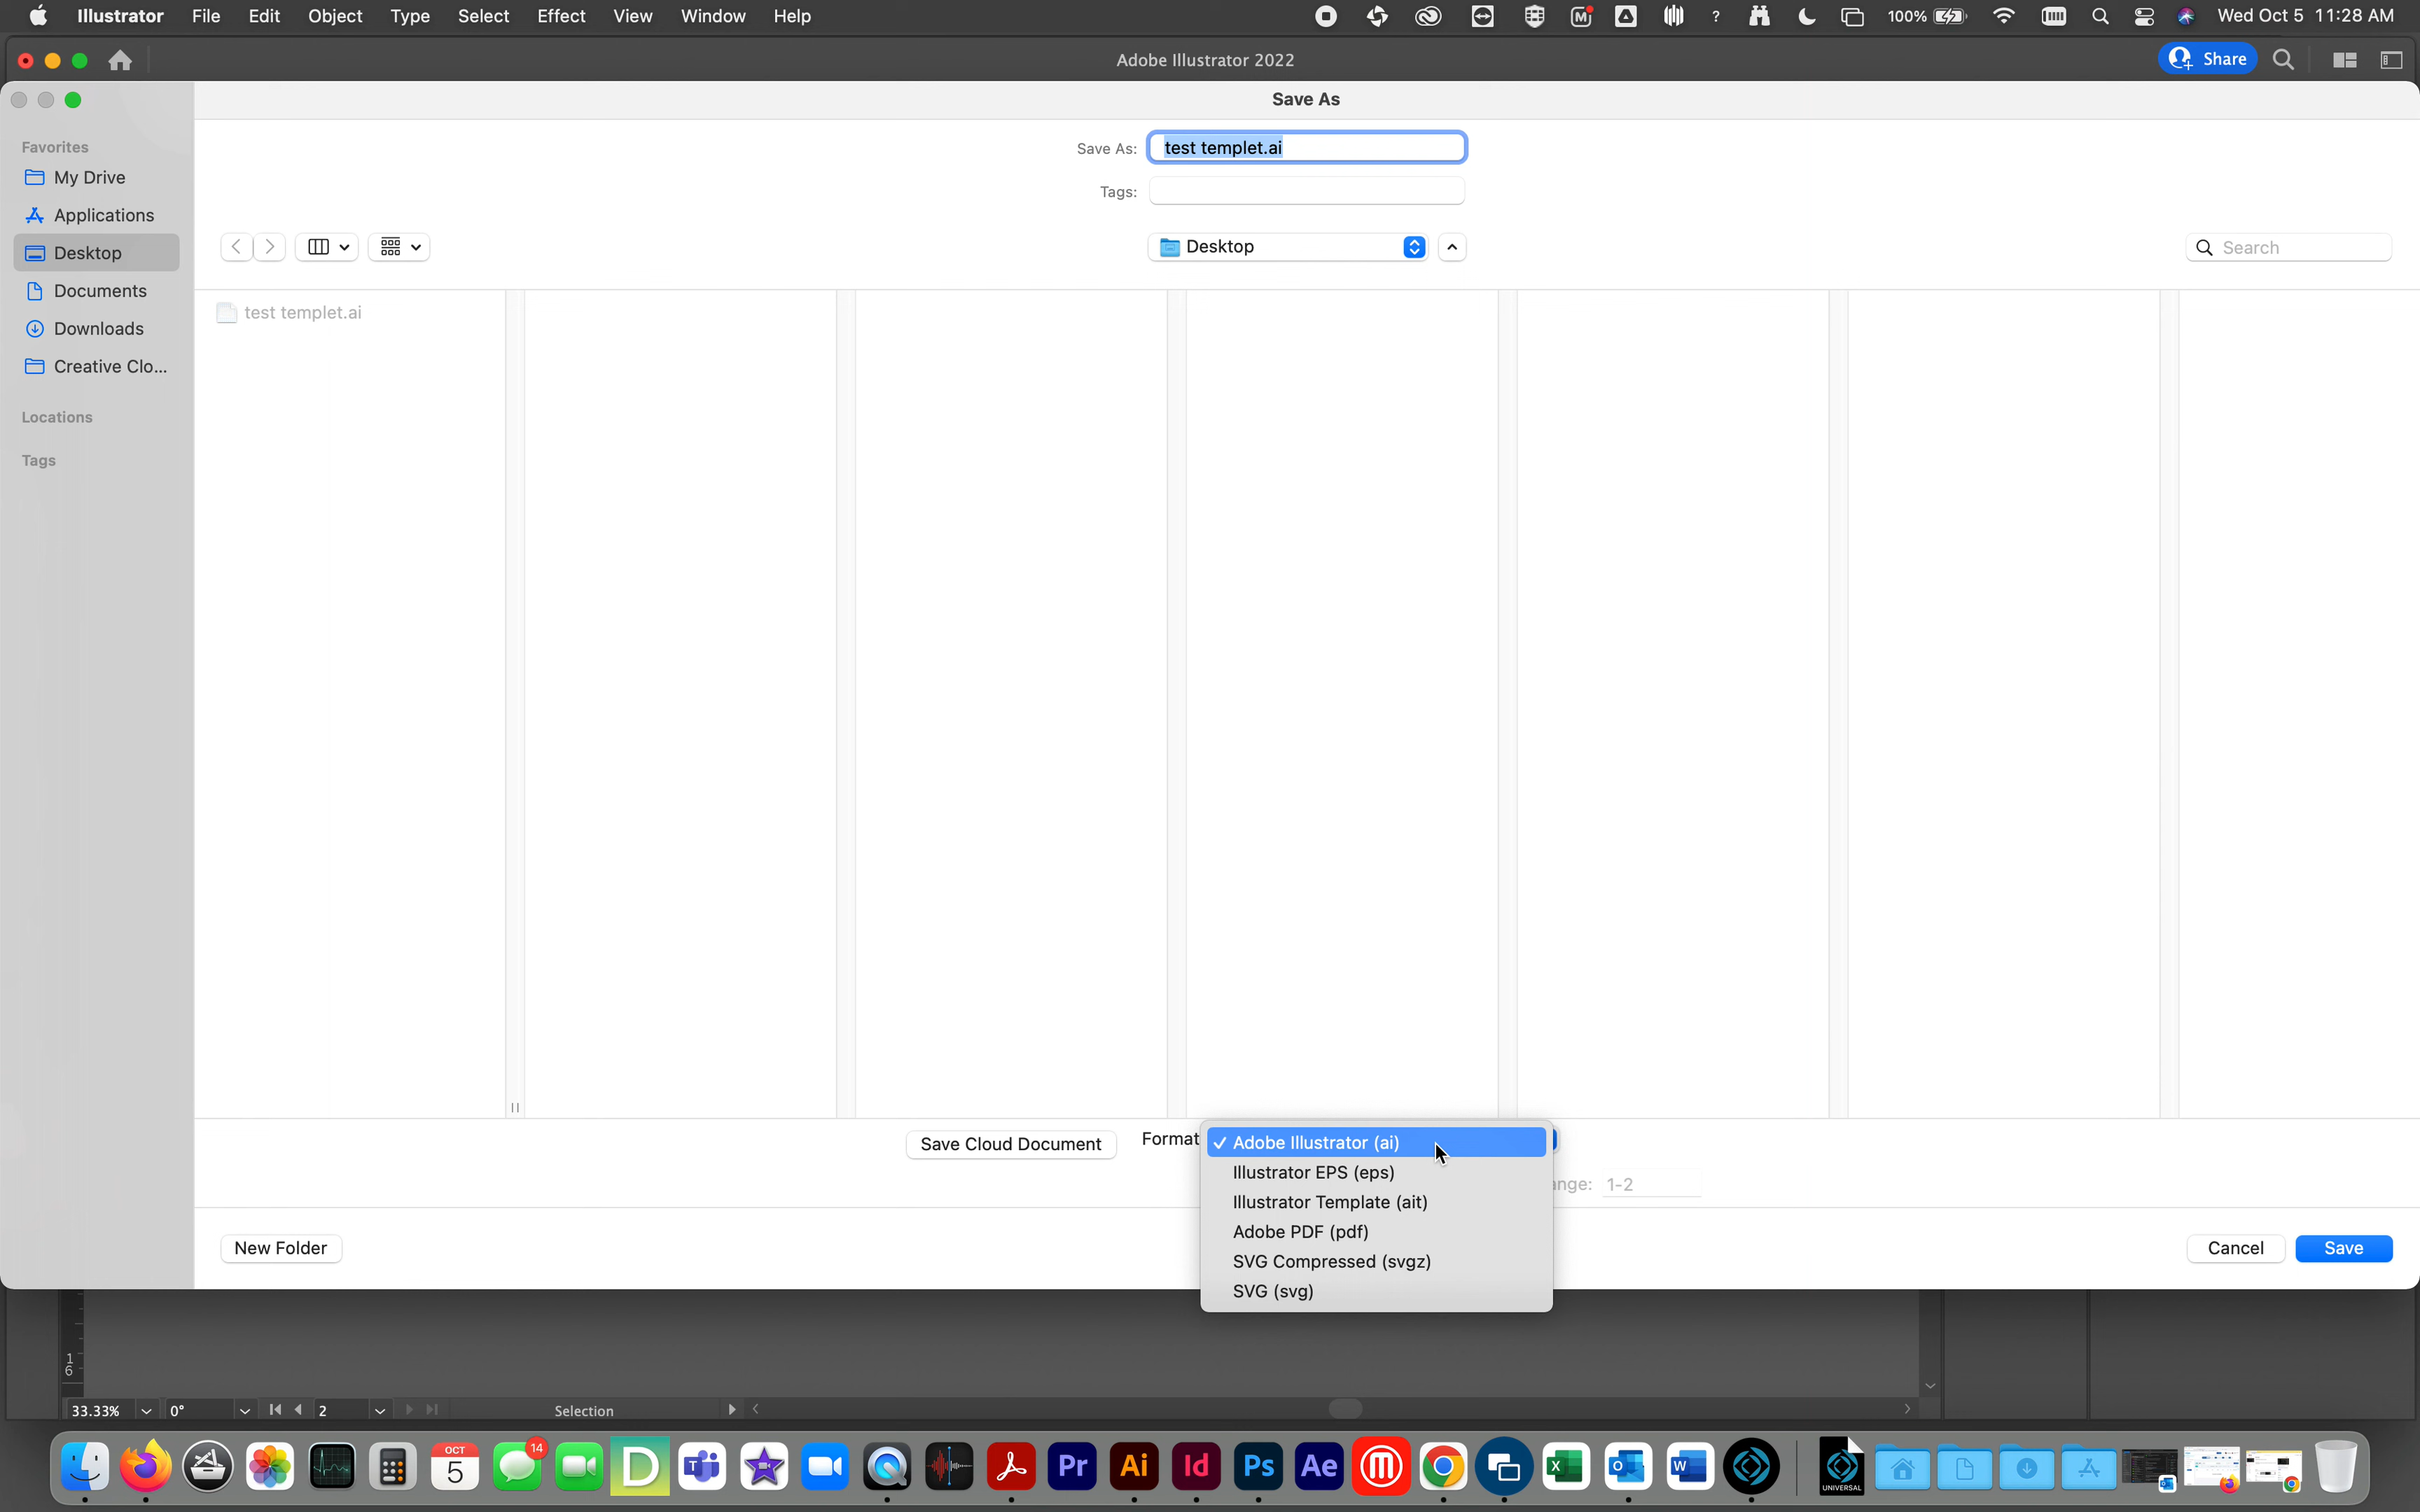 Illustrator File Edit Object Type Select Effect View Window Help ? 100% Wed Oct 5 11:28 AM
Adobe Illustrator 2022 Share
Save As
Favorites
Save As: test templet.ai
My Drive
Tags:
Applications
Desktop
Desktop
Search
Documents
test templet.ai
Downloads
Creative Clo...
Locations
Tags
Save Cloud Document Format ✓ Adobe Illustrator (ai)
Illustrator EPS (eps)
ange: 1-2
Illustrator Template (ait)
Adobe PDF (pdf)
New Folder
Cancel Save
SVG Compressed (svgz)
SVG (svg)
1
6
33.33% 0° 2 Selection
OCT
5
14
D
Pr Ai Id Ps Ae
UNIVERSAL